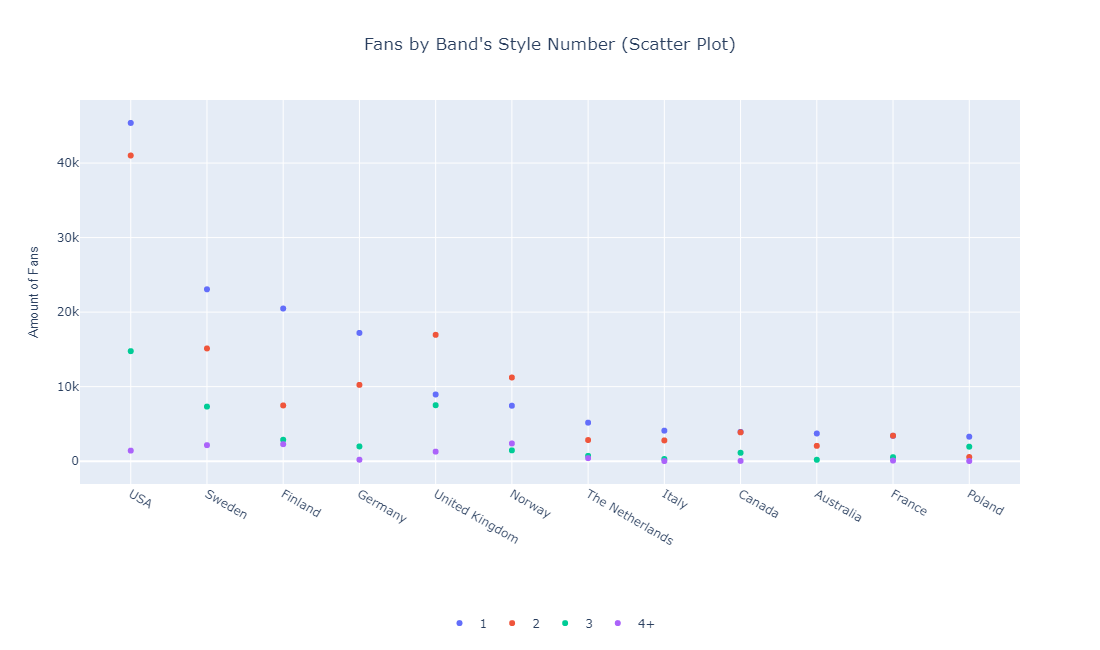 Fans by Band's Style Number (Scatter Plot)
Amount of Fans
40k
30k
20k
10k
0
USA
Sweden
Finland
Germany
United Kingdom
Norway
The Netherlands
Italy
Canada
Australia
France
Poland
1 2 3 4+